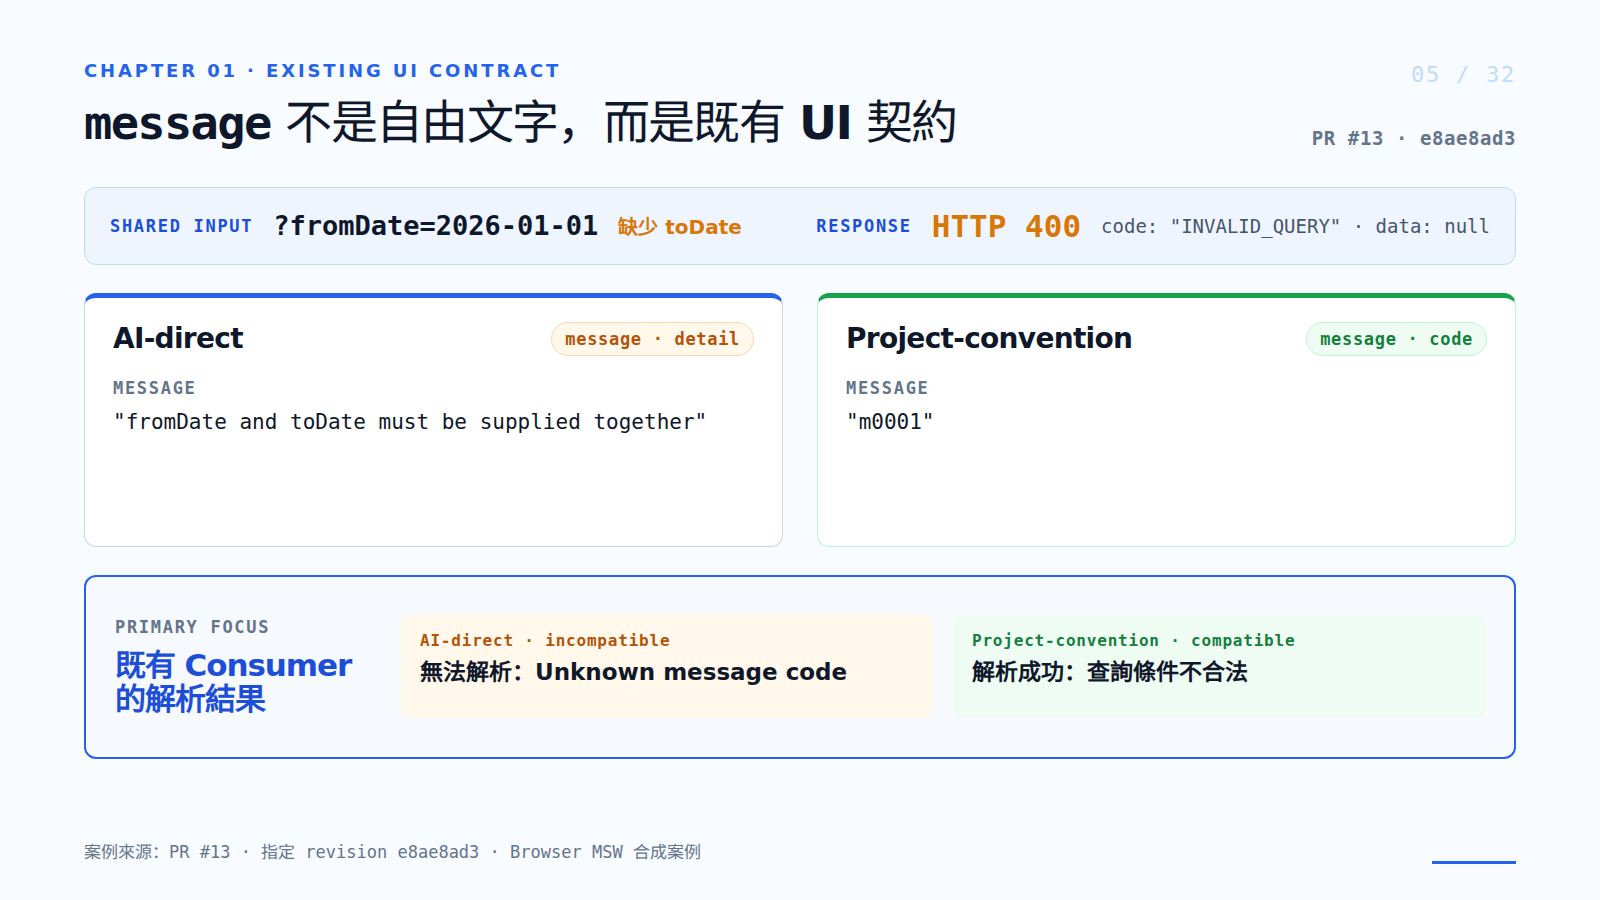 CHAPTER 01 · EXISTING UI CONTRACT
05 / 32
message 不是自由文字，而是既有 UI 契約
PR #13 · e8ae8ad3
SHARED INPUT ?fromDate=2026-01-01 缺少 toDate
RESPONSE HTTP 400 code: "INVALID_QUERY" · data: null
AI-direct
message · detail
MESSAGE
"fromDate and toDate must be supplied together"
Project-convention
message · code
MESSAGE
"m0001"
PRIMARY FOCUS
既有 Consumer
的解析結果
AI-direct · incompatible
無法解析：Unknown message code
Project-convention · compatible
解析成功：查詢條件不合法
案例來源：PR #13 · 指定 revision e8ae8ad3 · Browser MSW 合成案例